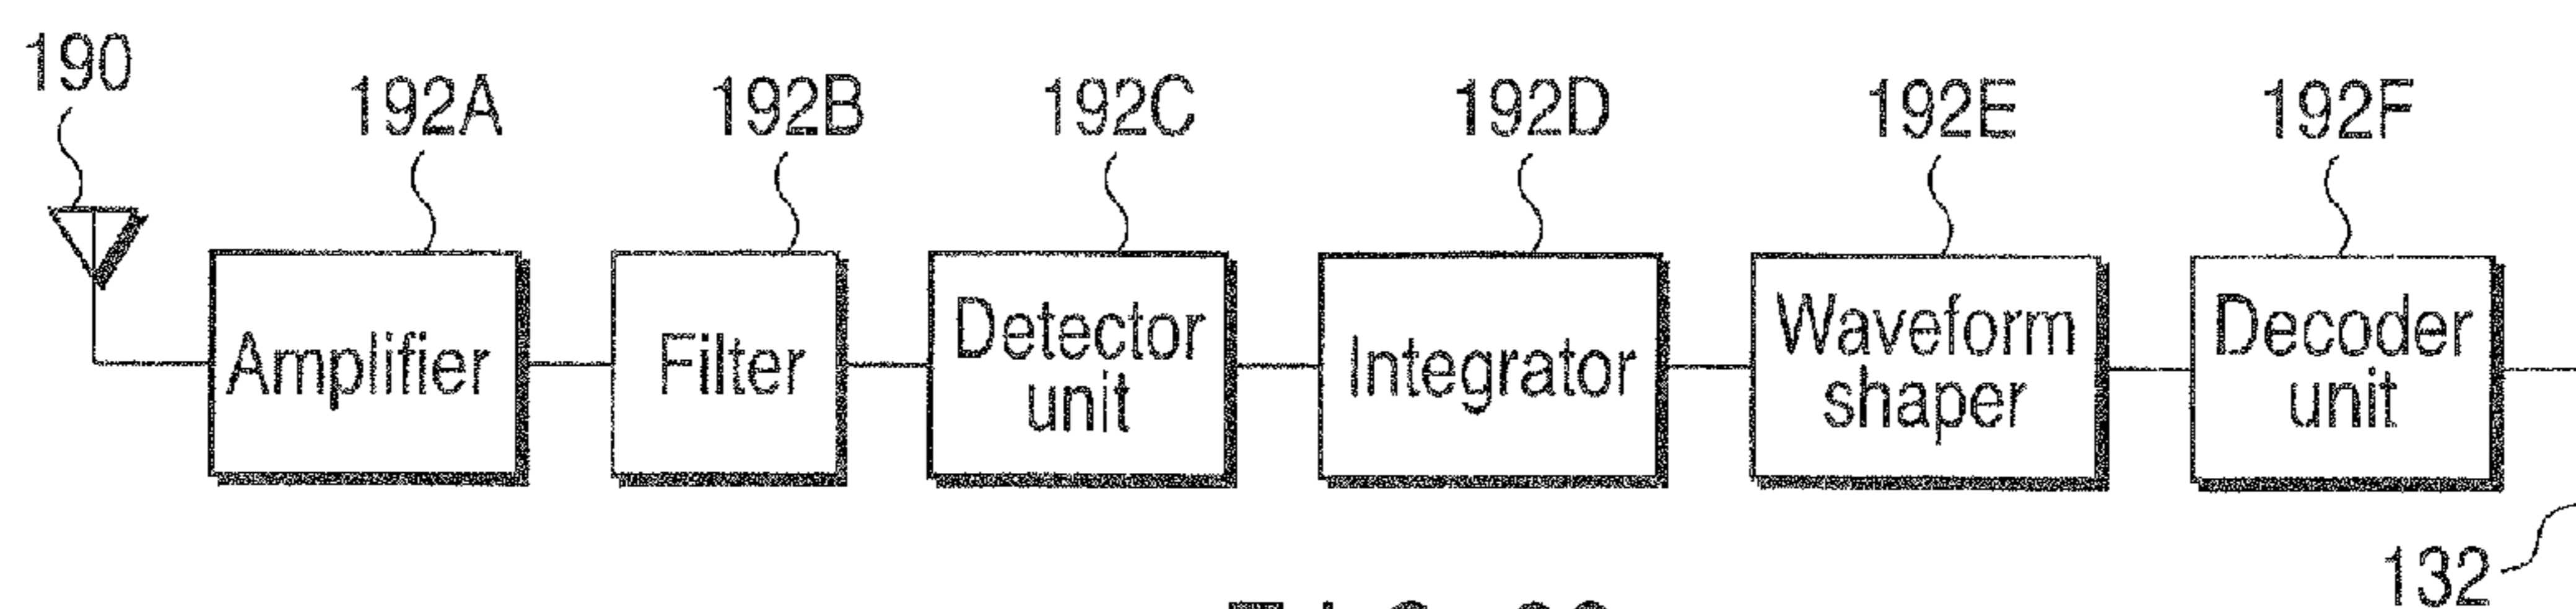 190
192A
192B
192C
192D
192E
192F
Amplifier
Filter
Detector
unit
Integrator
Waveform
shaper
Decoder
unit
132